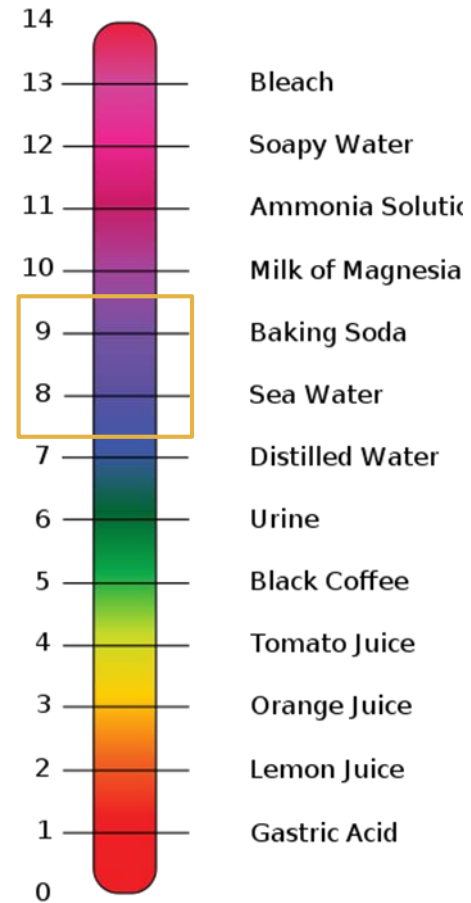 14
13 Bleach
12 Soapy Water
11 Ammonia Solutio
10 Milk of Magnesia
9 Baking Soda
8 Sea Water
7 Distilled Water
6 Urine
5 Black Coffee
4 Tomato Juice
3 Orange Juice
2 Lemon Juice
1 Gastric Acid
0